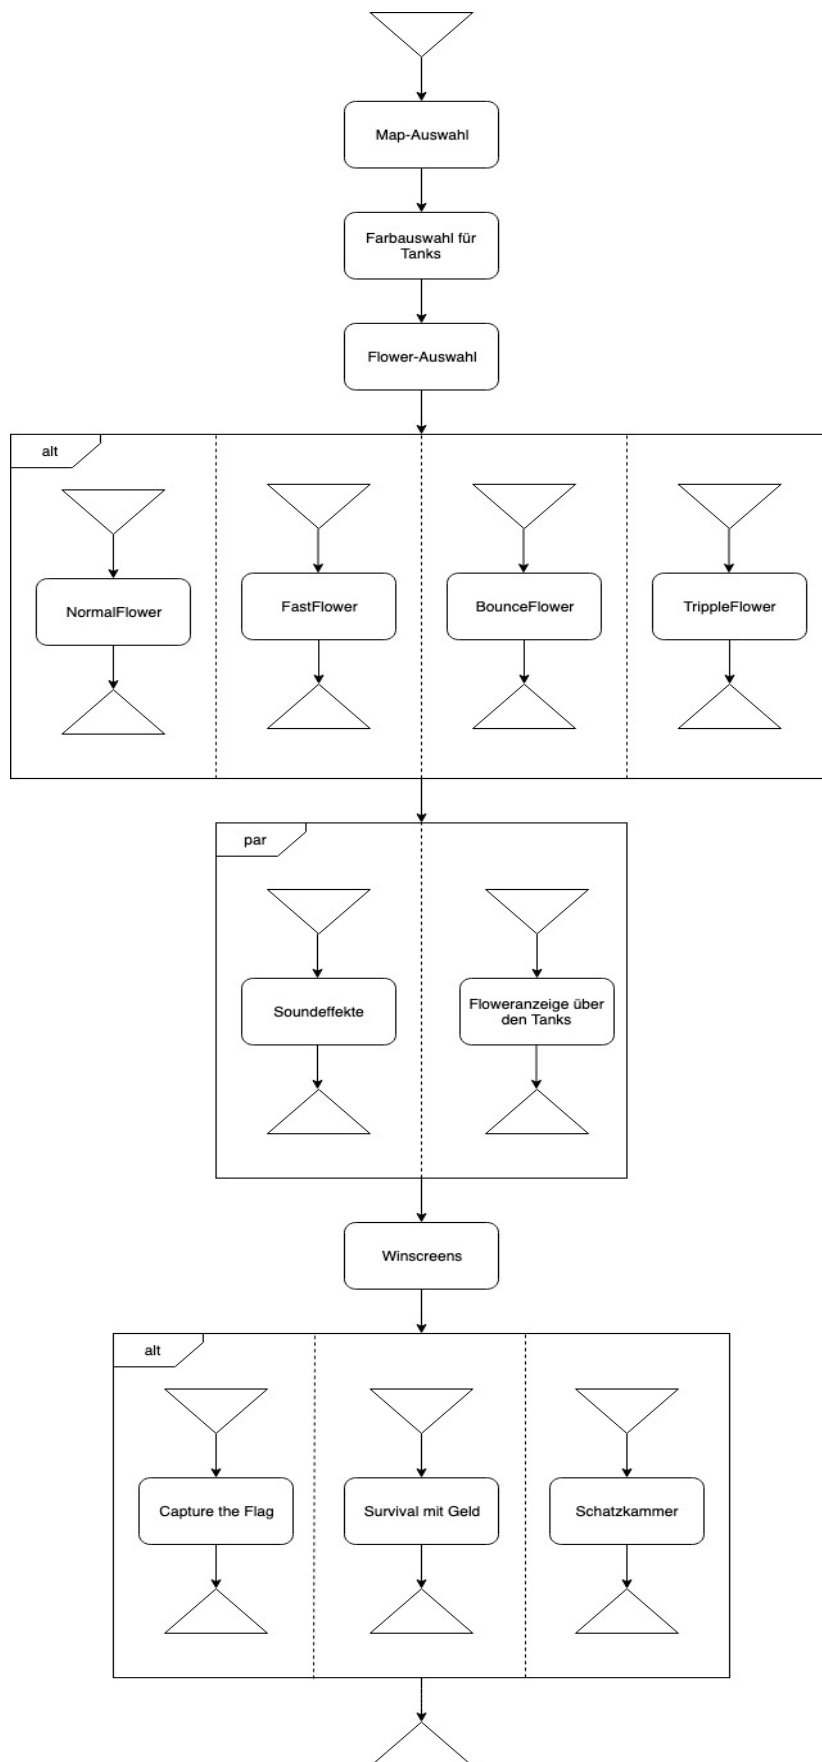 Map-Auswahl
Farbauswahl für
Tanks
Flower-Auswahl
alt
NormalFlower
FastFlower
BounceFlower
TrippleFlower
par
Soundeffekte
Floweranzeige über
den Tanks
Winscreens
alt
Capture the Flag
Survival mit Geld
Schatzkammer